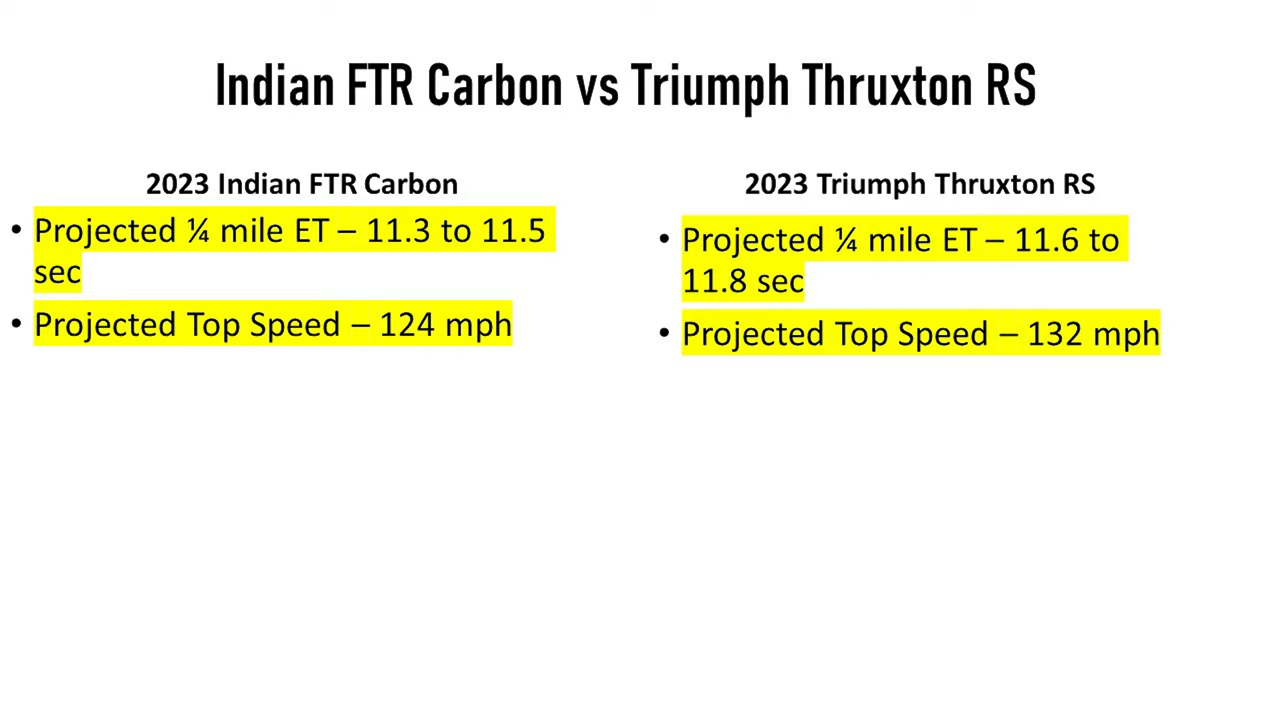 Indian FTR Carbon vs Triumph Thruxton RS
2023 Indian FTR Carbon
• Projected ¼ mile ET – 11.3 to 11.5
sec
• Projected Top Speed – 124 mph
2023 Triumph Thruxton RS
• Projected ¼ mile ET – 11.6 to
11.8 sec
• Projected Top Speed – 132 mph